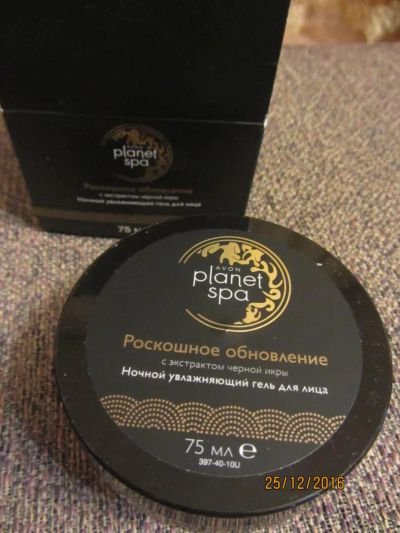 AVON
planet
spa
Роскошное обновление
с экстрактом черной икры
Ночной увлажняющий гель для лица
75 м
AVON
planet
spa
Роскошное обновление
с экстрактом черной икры
Ночной увлажняющий гель для лица
75 мл e
397-40-10U
25/12/2016